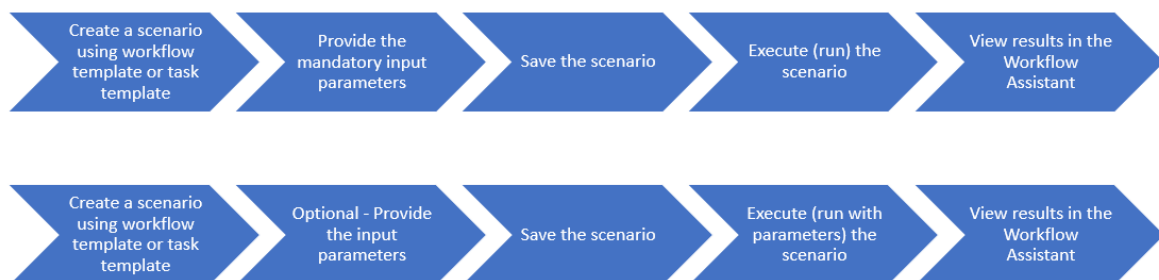 Create a scenario
using workflow
template or task
template
Provide the
mandatory input
parameters
Save the scenario
Execute (run) the
scenario
View results in the
Workflow
Assistant
Create a scenario
using workflow
template or task
template
Optional - Provide
the input
parameters
Save the scenario
Execute (run with
parameters) the
scenario
View results in the
Workflow
Assistant